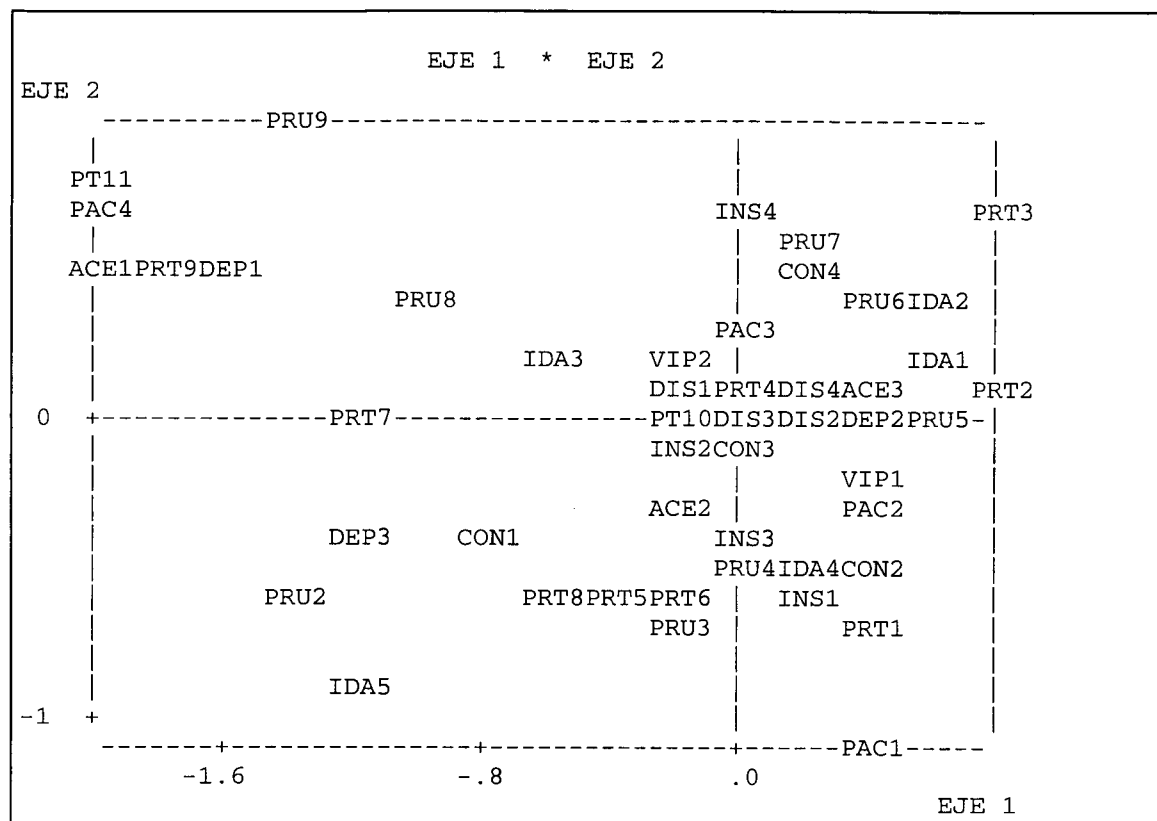 EJE 1 * EJE 2
EJE 2
PRU9
PT11
PAC4 INS4 PRT3
PRU7
ACE1PRT9DEP1 CON4
PRU8 PRU6IDA2
PAC3
IDA3 VIP2 IDA1
DIS1PRT4DIS4ACE3 PRT2
0 PRT7 PT10DIS3DIS2DEP2PRU5
INS2CON3
VIP1
ACE2 PAC2
DEP3 CON1 INS3
PRU4IDA4CON2
PRU2 PRT8PRT5PRT6 INS1
PRU3 PRT1
IDA5
-1
PAC1
-1.6 -.8 .0
EJE 1